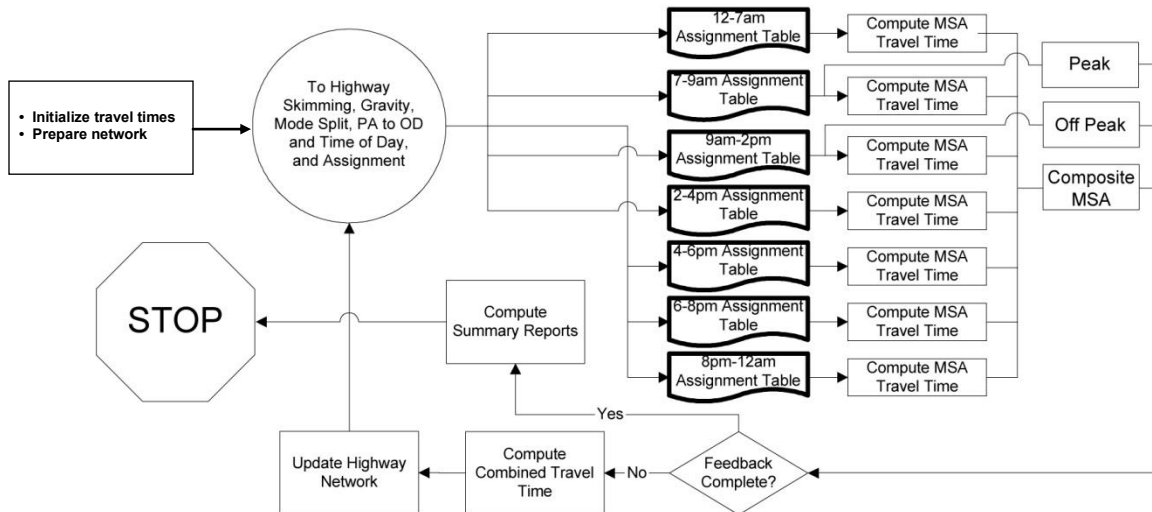 • Initialize travel times
• Prepare network
To Highway
Skimming, Gravity,
Mode Split, PA to OD
and Time of Day,
and Assignment
12-7am
Assignment Table
Compute MSA
Travel Time
7-9am Assignment
Table
Compute MSA
Travel Time
9am-2pm
Assignment Table
Compute MSA
Travel Time
2-4pm Assignment
Table
Compute MSA
Travel Time
4-6pm Assignment
Table
Compute MSA
Travel Time
6-8pm Assignment
Table
Compute MSA
Travel Time
8pm-12am
Assignment Table
Compute MSA
Travel Time
Peak
Off Peak
Composite
MSA
Feedback
Complete?
Yes
No
Compute
Summary Reports
STOP
Compute
Combined Travel
Time
Update Highway
Network